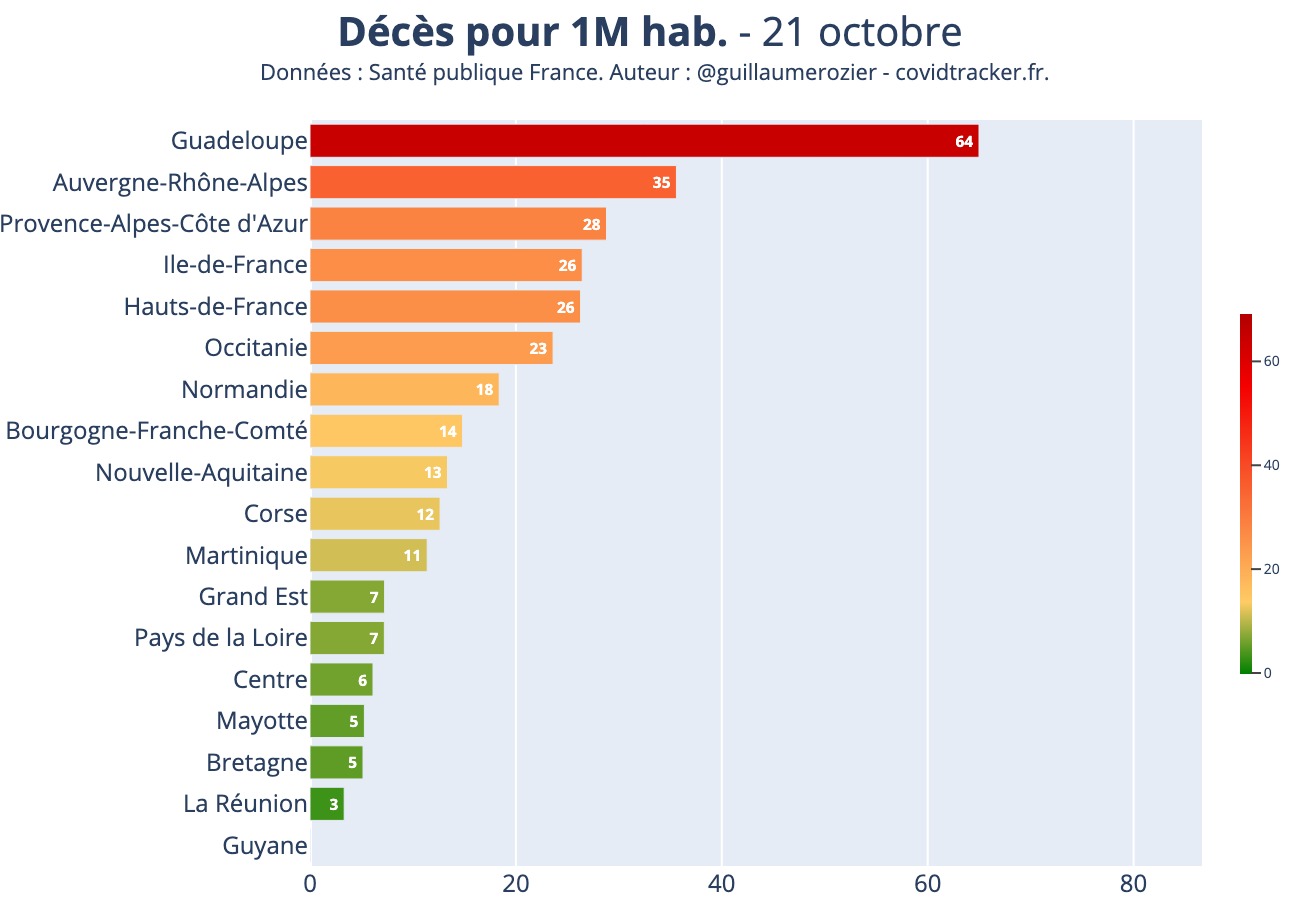 Décès pour 1M hab. - 21 octobre
Données : Santé publique France. Auteur : @guillaumerozier - covidtracker.fr.
Guadeloupe 64
Auvergne-Rhône-Alpes 35
Provence-Alpes-Côte d'Azur 28
Ile-de-France 26
Hauts-de-France 26
Occitanie 23
Normandie 18
Bourgogne-Franche-Comté 14
Nouvelle-Aquitaine 13
Corse 12
Martinique 11
Grand Est 7
Pays de la Loire 7
Centre 6
Mayotte 5
Bretagne 5
La Réunion 3
Guyane
0 20 40 60 80
60
40
20
0